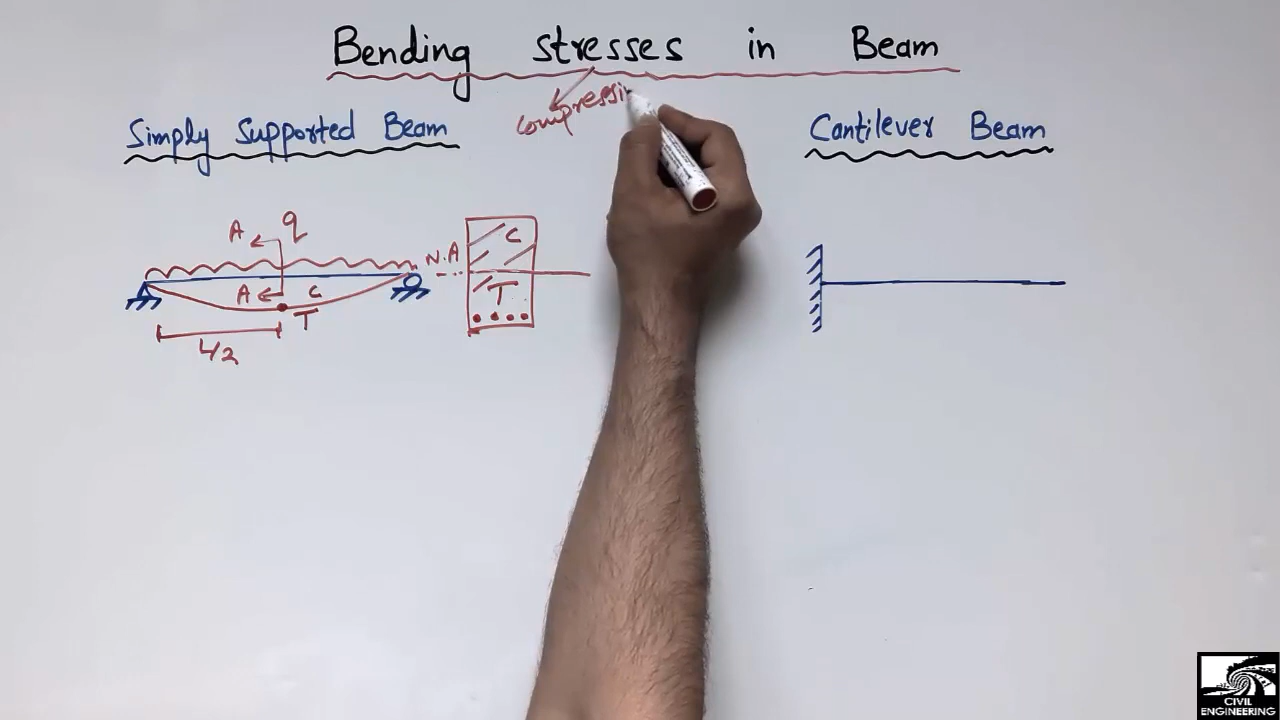 Bending stresses in Beam
compressi
Simply Supported Beam
Cantilever Beam
A
q
N.A
C
A
C
T
T
L/2
CIVIL
ENGINEERING